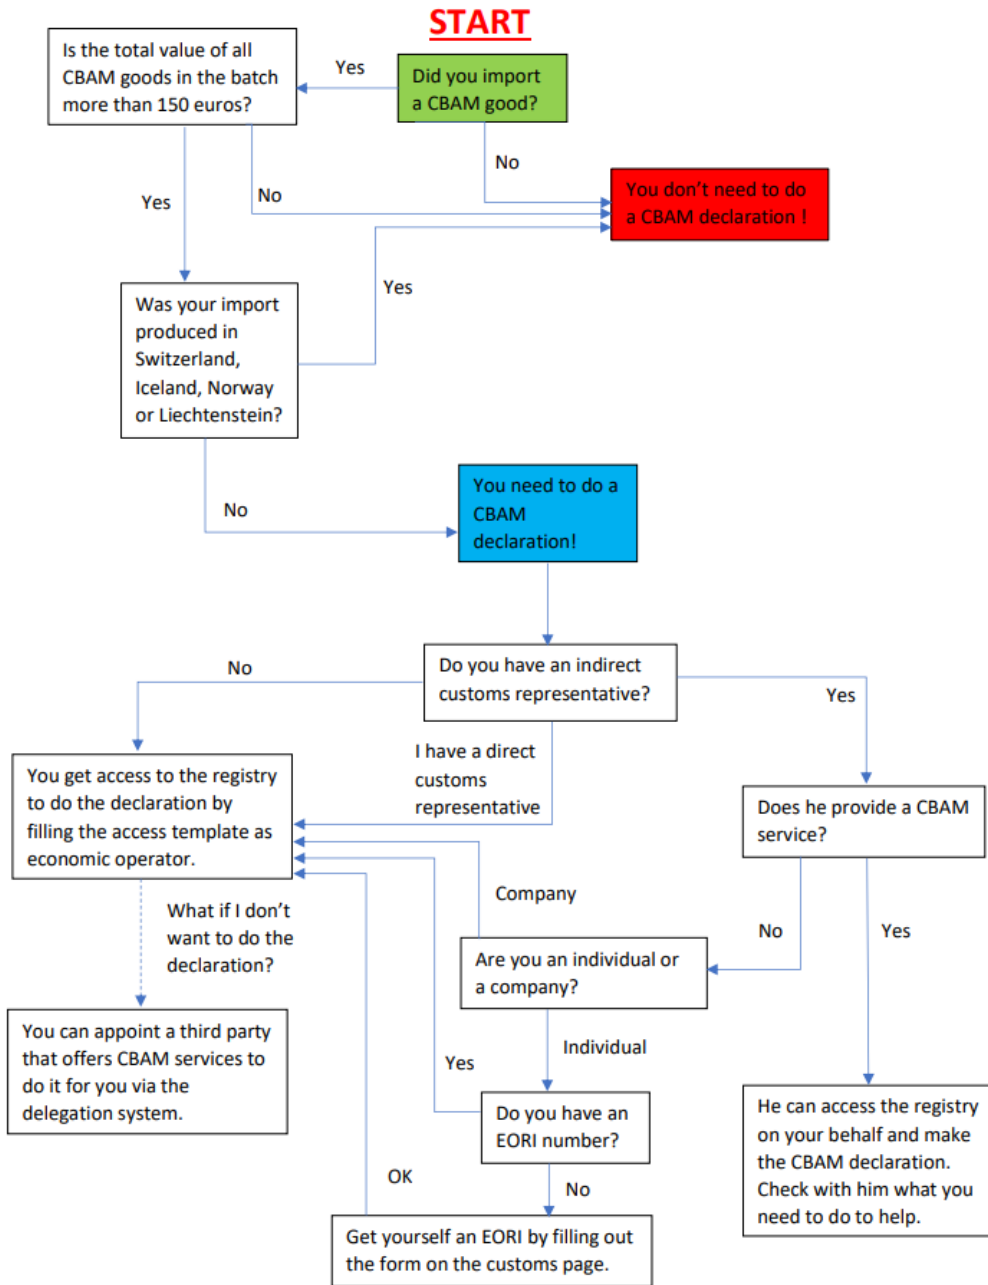 START
Is the total value of all
CBAM goods in the batch
more than 150 euros?
Yes
Did you import
a CBAM good?
No
You don't need to do
a CBAM declaration !
Yes
No
Yes
Was your import
produced in
Switzerland,
Iceland, Norway
or Liechtenstein?
No
You need to do a
CBAM
declaration!
No
Do you have an indirect
customs representative?
Yes
I have a direct
customs
representative
You get access to the registry
to do the declaration by
filling the access template as
economic operator.
Does he provide a CBAM
service?
Company
What if I don't
want to do the
declaration?
No
Yes
Are you an individual or
a company?
You can appoint a third party
that offers CBAM services to
do it for you via the
delegation system.
Individual
Yes
Do you have an
EORI number?
He can access the registry
on your behalf and make
the CBAM declaration.
Check with him what you
need to do to help.
OK
No
Get yourself an EORI by filling out
the form on the customs page.